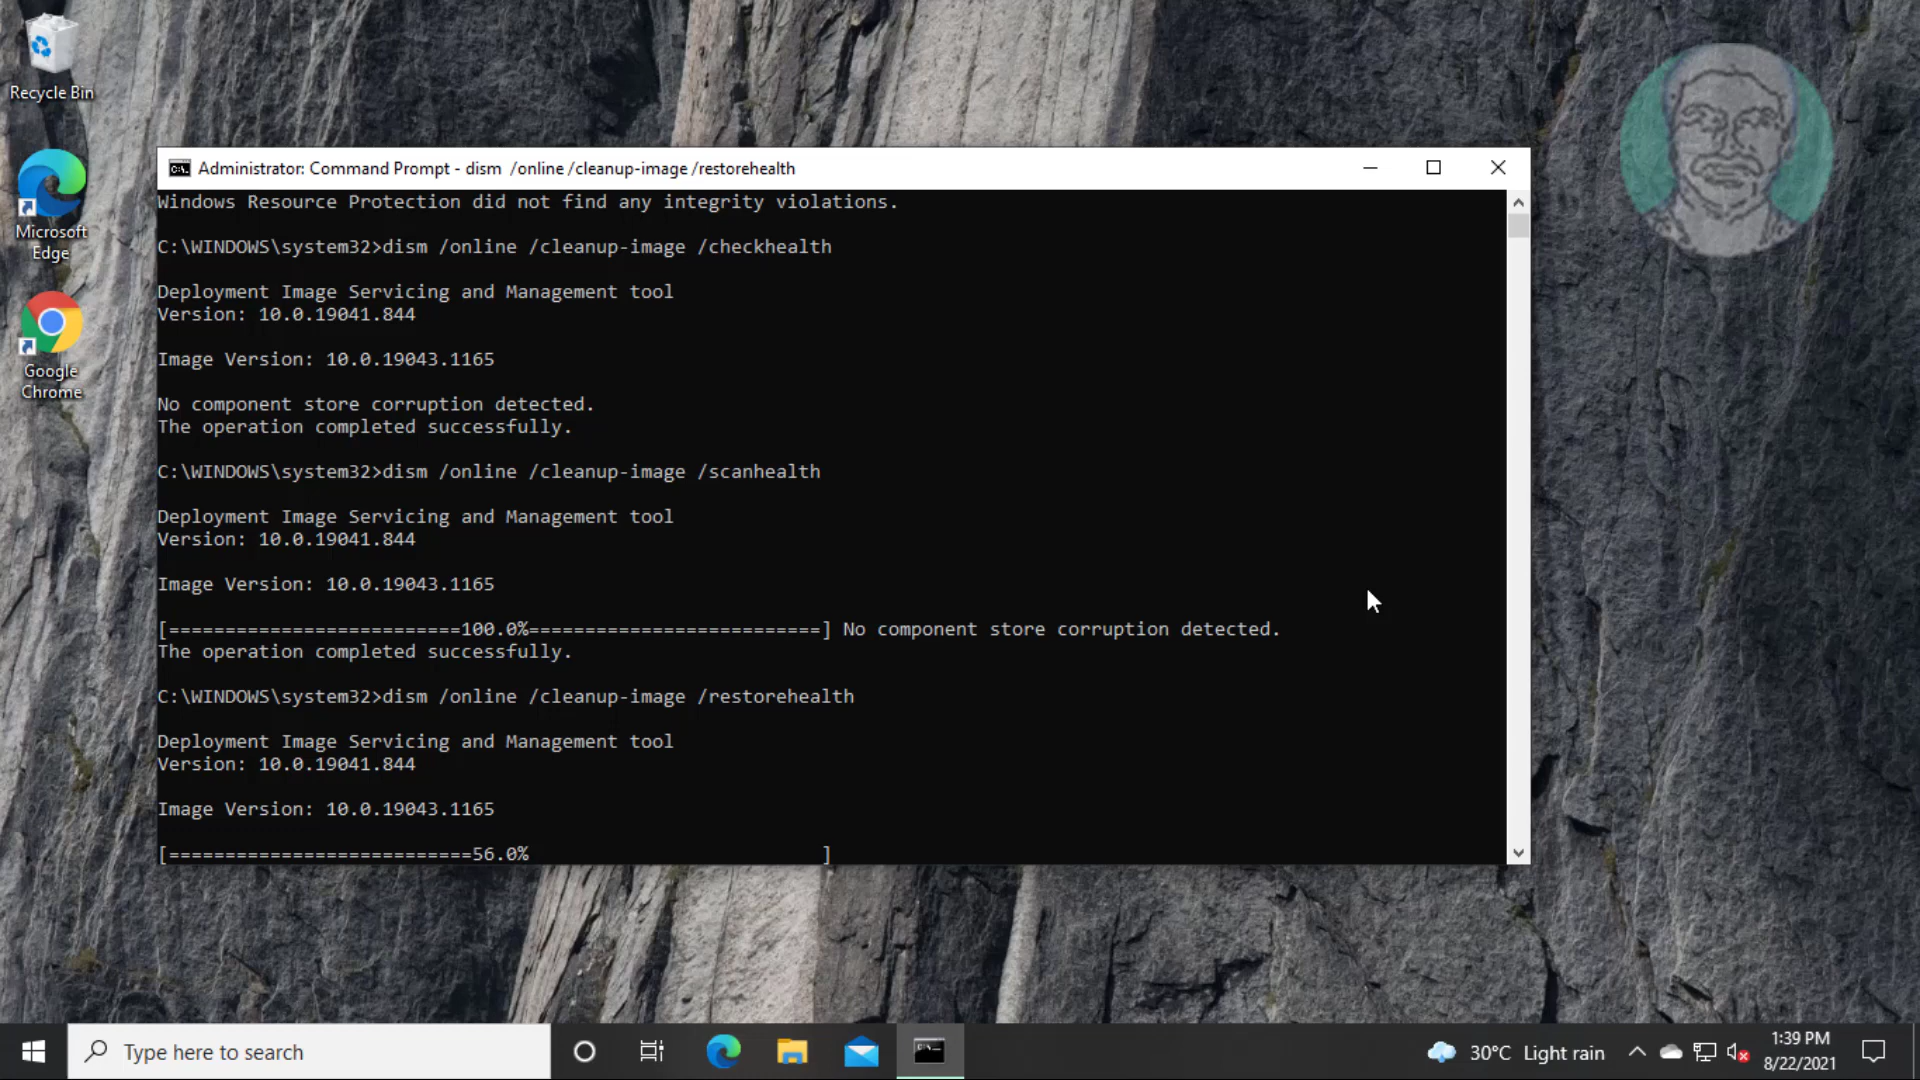 Recycle Bin
Microsoft
Edge
Google
Chrome
Administrator: Command Prompt - dism  /online /cleanup-image /restorehealth
Windows Resource Protection did not find any integrity violations.
C:\WINDOWS\system32>dism /online /cleanup-image /checkhealth
Deployment Image Servicing and Management tool
Version: 10.0.19041.844
Image Version: 10.0.19043.1165
No component store corruption detected.
The operation completed successfully.
C:\WINDOWS\system32>dism /online /cleanup-image /scanhealth
Deployment Image Servicing and Management tool
Version: 10.0.19041.844
Image Version: 10.0.19043.1165
[==========================100.0%==========================] No component store corruption detected.
The operation completed successfully.
C:\WINDOWS\system32>dism /online /cleanup-image /restorehealth
Deployment Image Servicing and Management tool
Version: 10.0.19041.844
Image Version: 10.0.19043.1165
[===========================56.0%                          ]
Type here to search
30°C Light rain
1:39 PM
8/22/2021